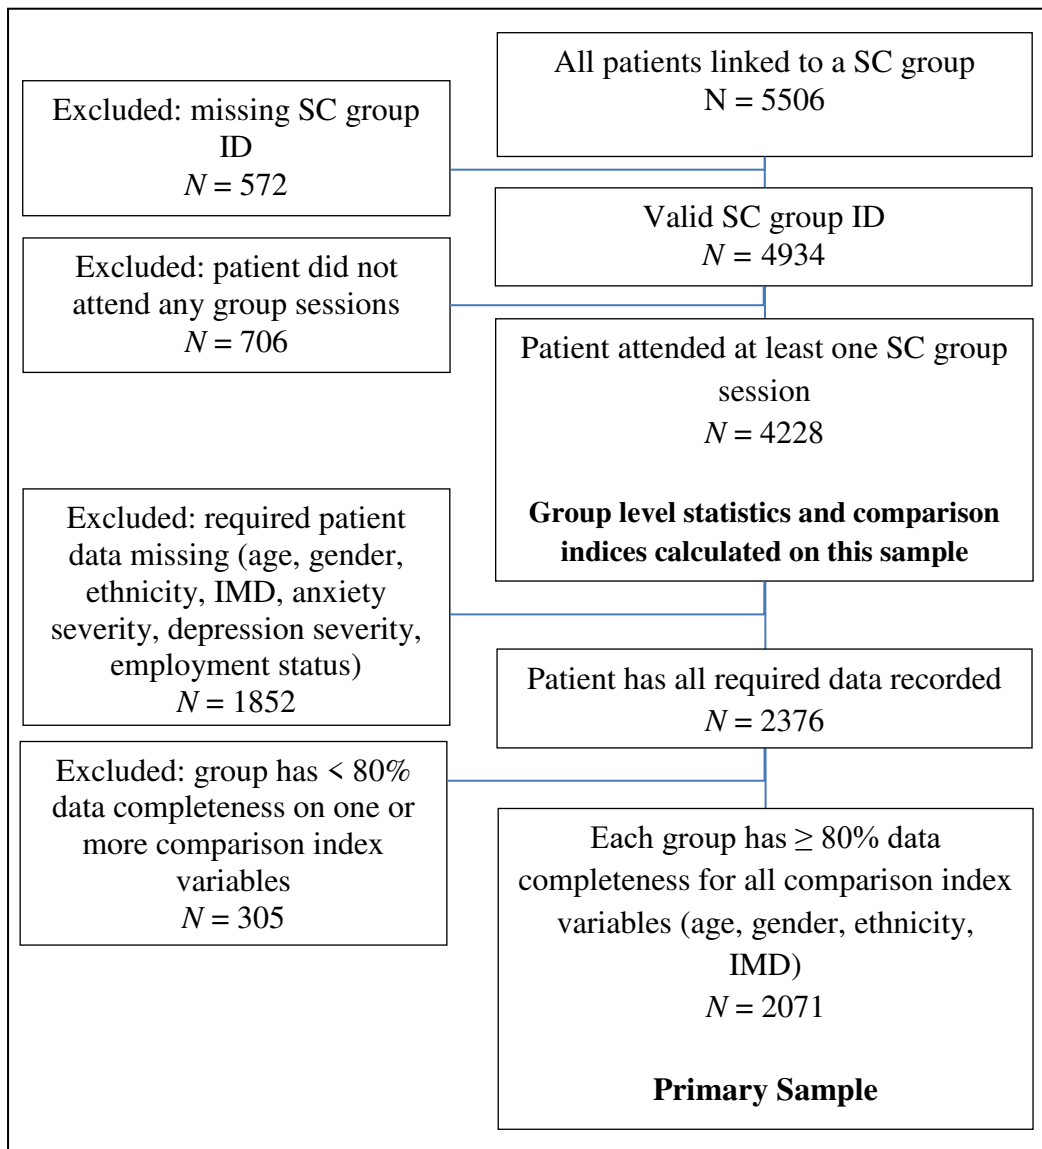 All patients linked to a SC group
N = 5506
Excluded: missing SC group
ID
N = 572
Valid SC group ID
N = 4934
Excluded: patient did not
attend any group sessions
N = 706
Patient attended at least one SC group
session
N = 4228
Group level statistics and comparison
indices calculated on this sample
Excluded: required patient
data missing (age, gender,
ethnicity, IMD, anxiety
severity, depression severity,
employment status)
N = 1852
Patient has all required data recorded
N = 2376
Excluded: group has < 80%
data completeness on one or
more comparison index
variables
N = 305
Each group has ≥ 80% data
completeness for all comparison index
variables (age, gender, ethnicity,
IMD)
N = 2071
Primary Sample